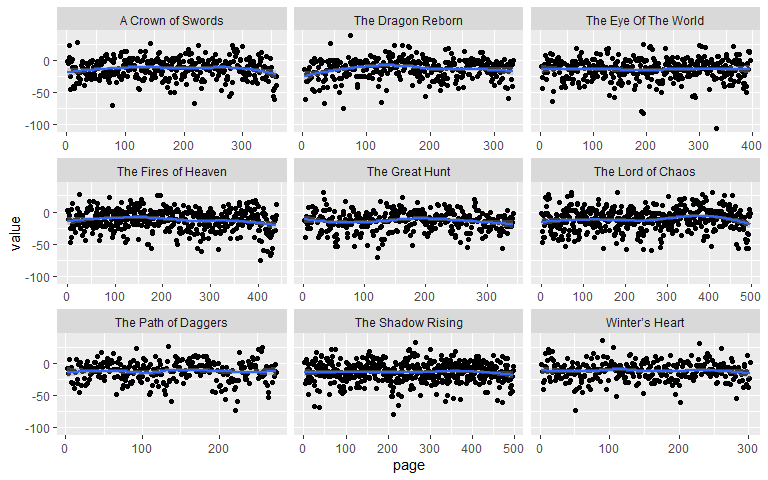 A Crown of Swords The Dragon Reborn The Eye Of The World
0
-50
-100
0 100 200 300 0 100 200 300 0 100 200 300 400
The Fires of Heaven The Great Hunt The Lord of Chaos
0
-50
-100
0 100 200 300 400 0 100 200 300 0 100 200 300 400 500
value
The Path of Daggers The Shadow Rising Winter's Heart
0
-50
-100
0 100 200 0 100 200 300 400 500 0 100 200 300
page